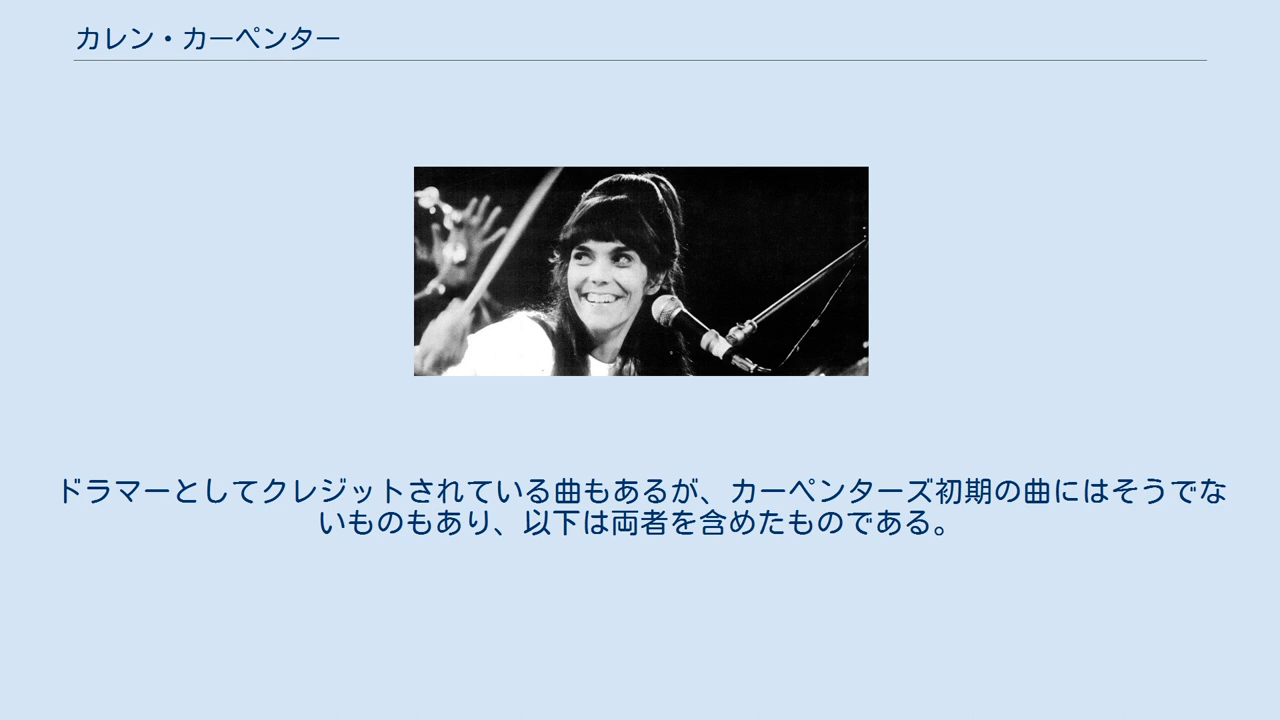 カレン・カーペンター
ドラマーとしてクレジットされている曲もあるが、カーペンターズ初期の曲にはそうでな
いものもあり、以下は両者を含めたものである。